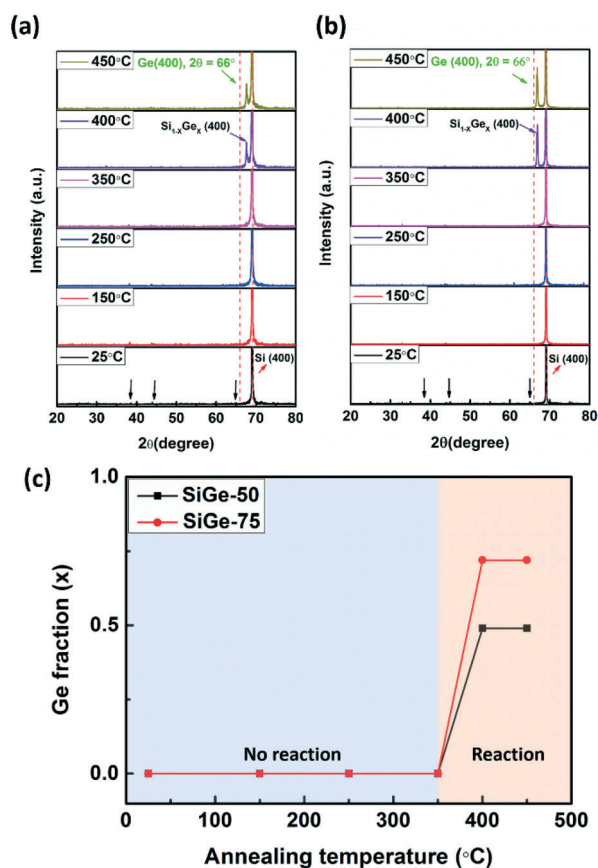 (a)
450°C
Ge(400), 2θ = 66°
400°C
Si1-XGeX (400)
350°C
250°C
150°C
25°C
Si (400)
Intensity (a.u.)
20 30 40 50 60 70 80
2θ(degree)
(b)
450°C
Ge (400), 2θ = 66°
400°C
Si1-XGeX (400)
350°C
250°C
150°C
25°C
Si (400)
Intensity (a.u.)
20 30 40 50 60 70 80
2θ(degree)
(c)
SiGe-50
SiGe-75
1.0
0.5
0.0
Ge fraction (x)
No reaction
Reaction
0 100 200 300 400 500
Annealing temperature (°C)